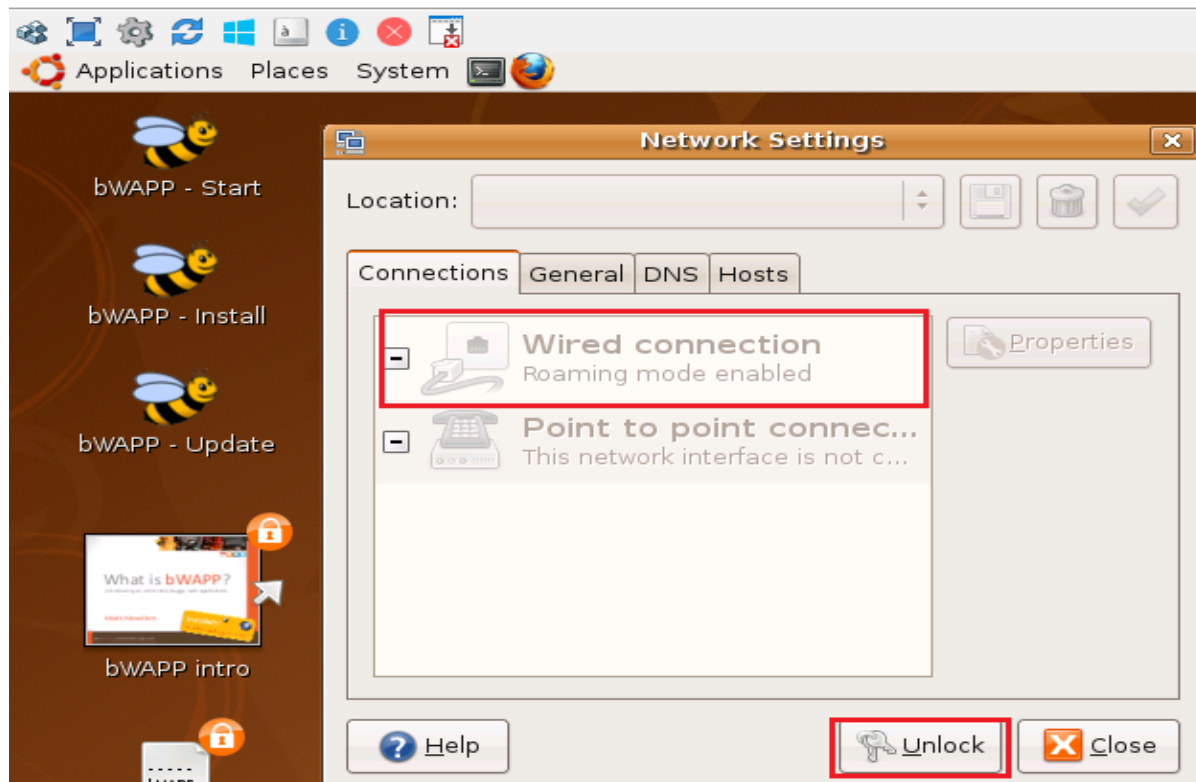 Applications Places System
Network Settings
bWAPP - Start
Location:
Connections General DNS Hosts
bWAPP - Install
Wired connection
Roaming mode enabled
Properties
bWAPP - Update
Point to point connec...
This network interface is not c...
What is bWAPP?
bWAPP intro
Help Unlock Close